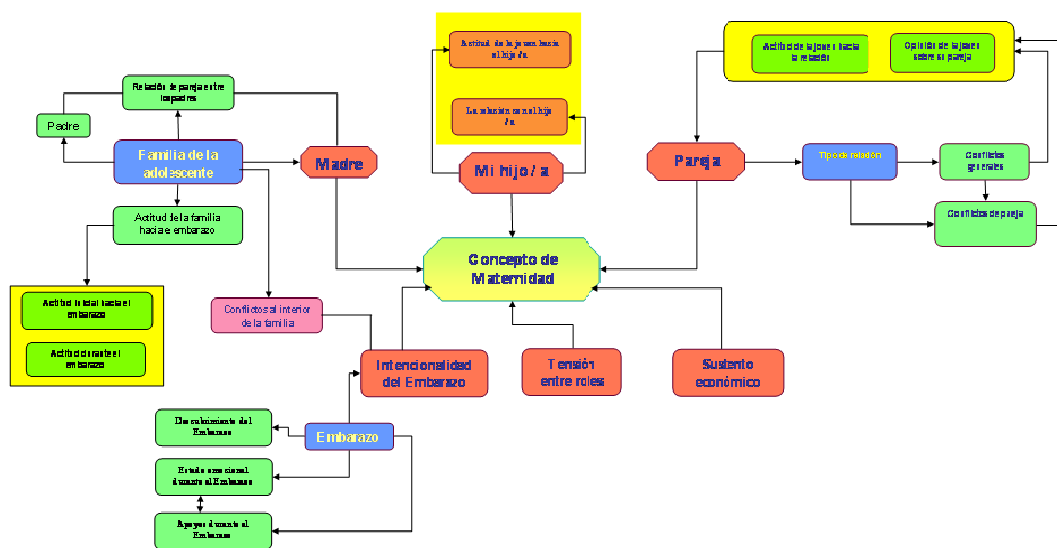 Actitud de la joven hacia
el hijo/a
La relación con el hijo
/a
Mi hijo / a
Actitud de la joven hacia
la relación
Opinión de la joven
sobre su pareja
Pareja
Tipo de relación
Conflictos
generales
Conflictos de pareja
Relación de pareja entre
los padres
Padre
Familia de la
adolescente
Madre
Actitud de la familia
hacia el embarazo
Actitud inicial hacia el
embarazo
Actitud durante el
embarazo
Conflictos al interior
de la familia
Concepto de
Maternidad
Intencionalidad
del Embarazo
Tensión
entre roles
Sustento
económico
Embarazo
Descubrimiento del
Embarazo
Estado emocional
durante el Embarazo
Apoyos durante el
Embarazo